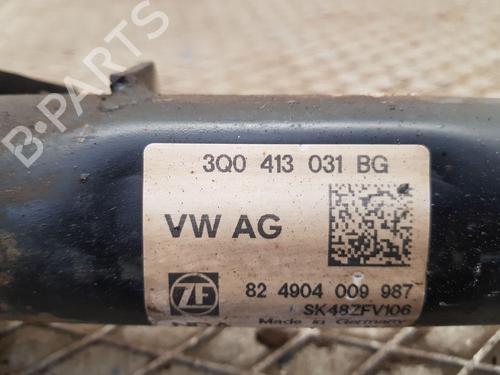 B-PARTS
3Q0 413 031 BG
VW AG
ZF
82 4904 009 987
SK48ZFV106
Made in Germany